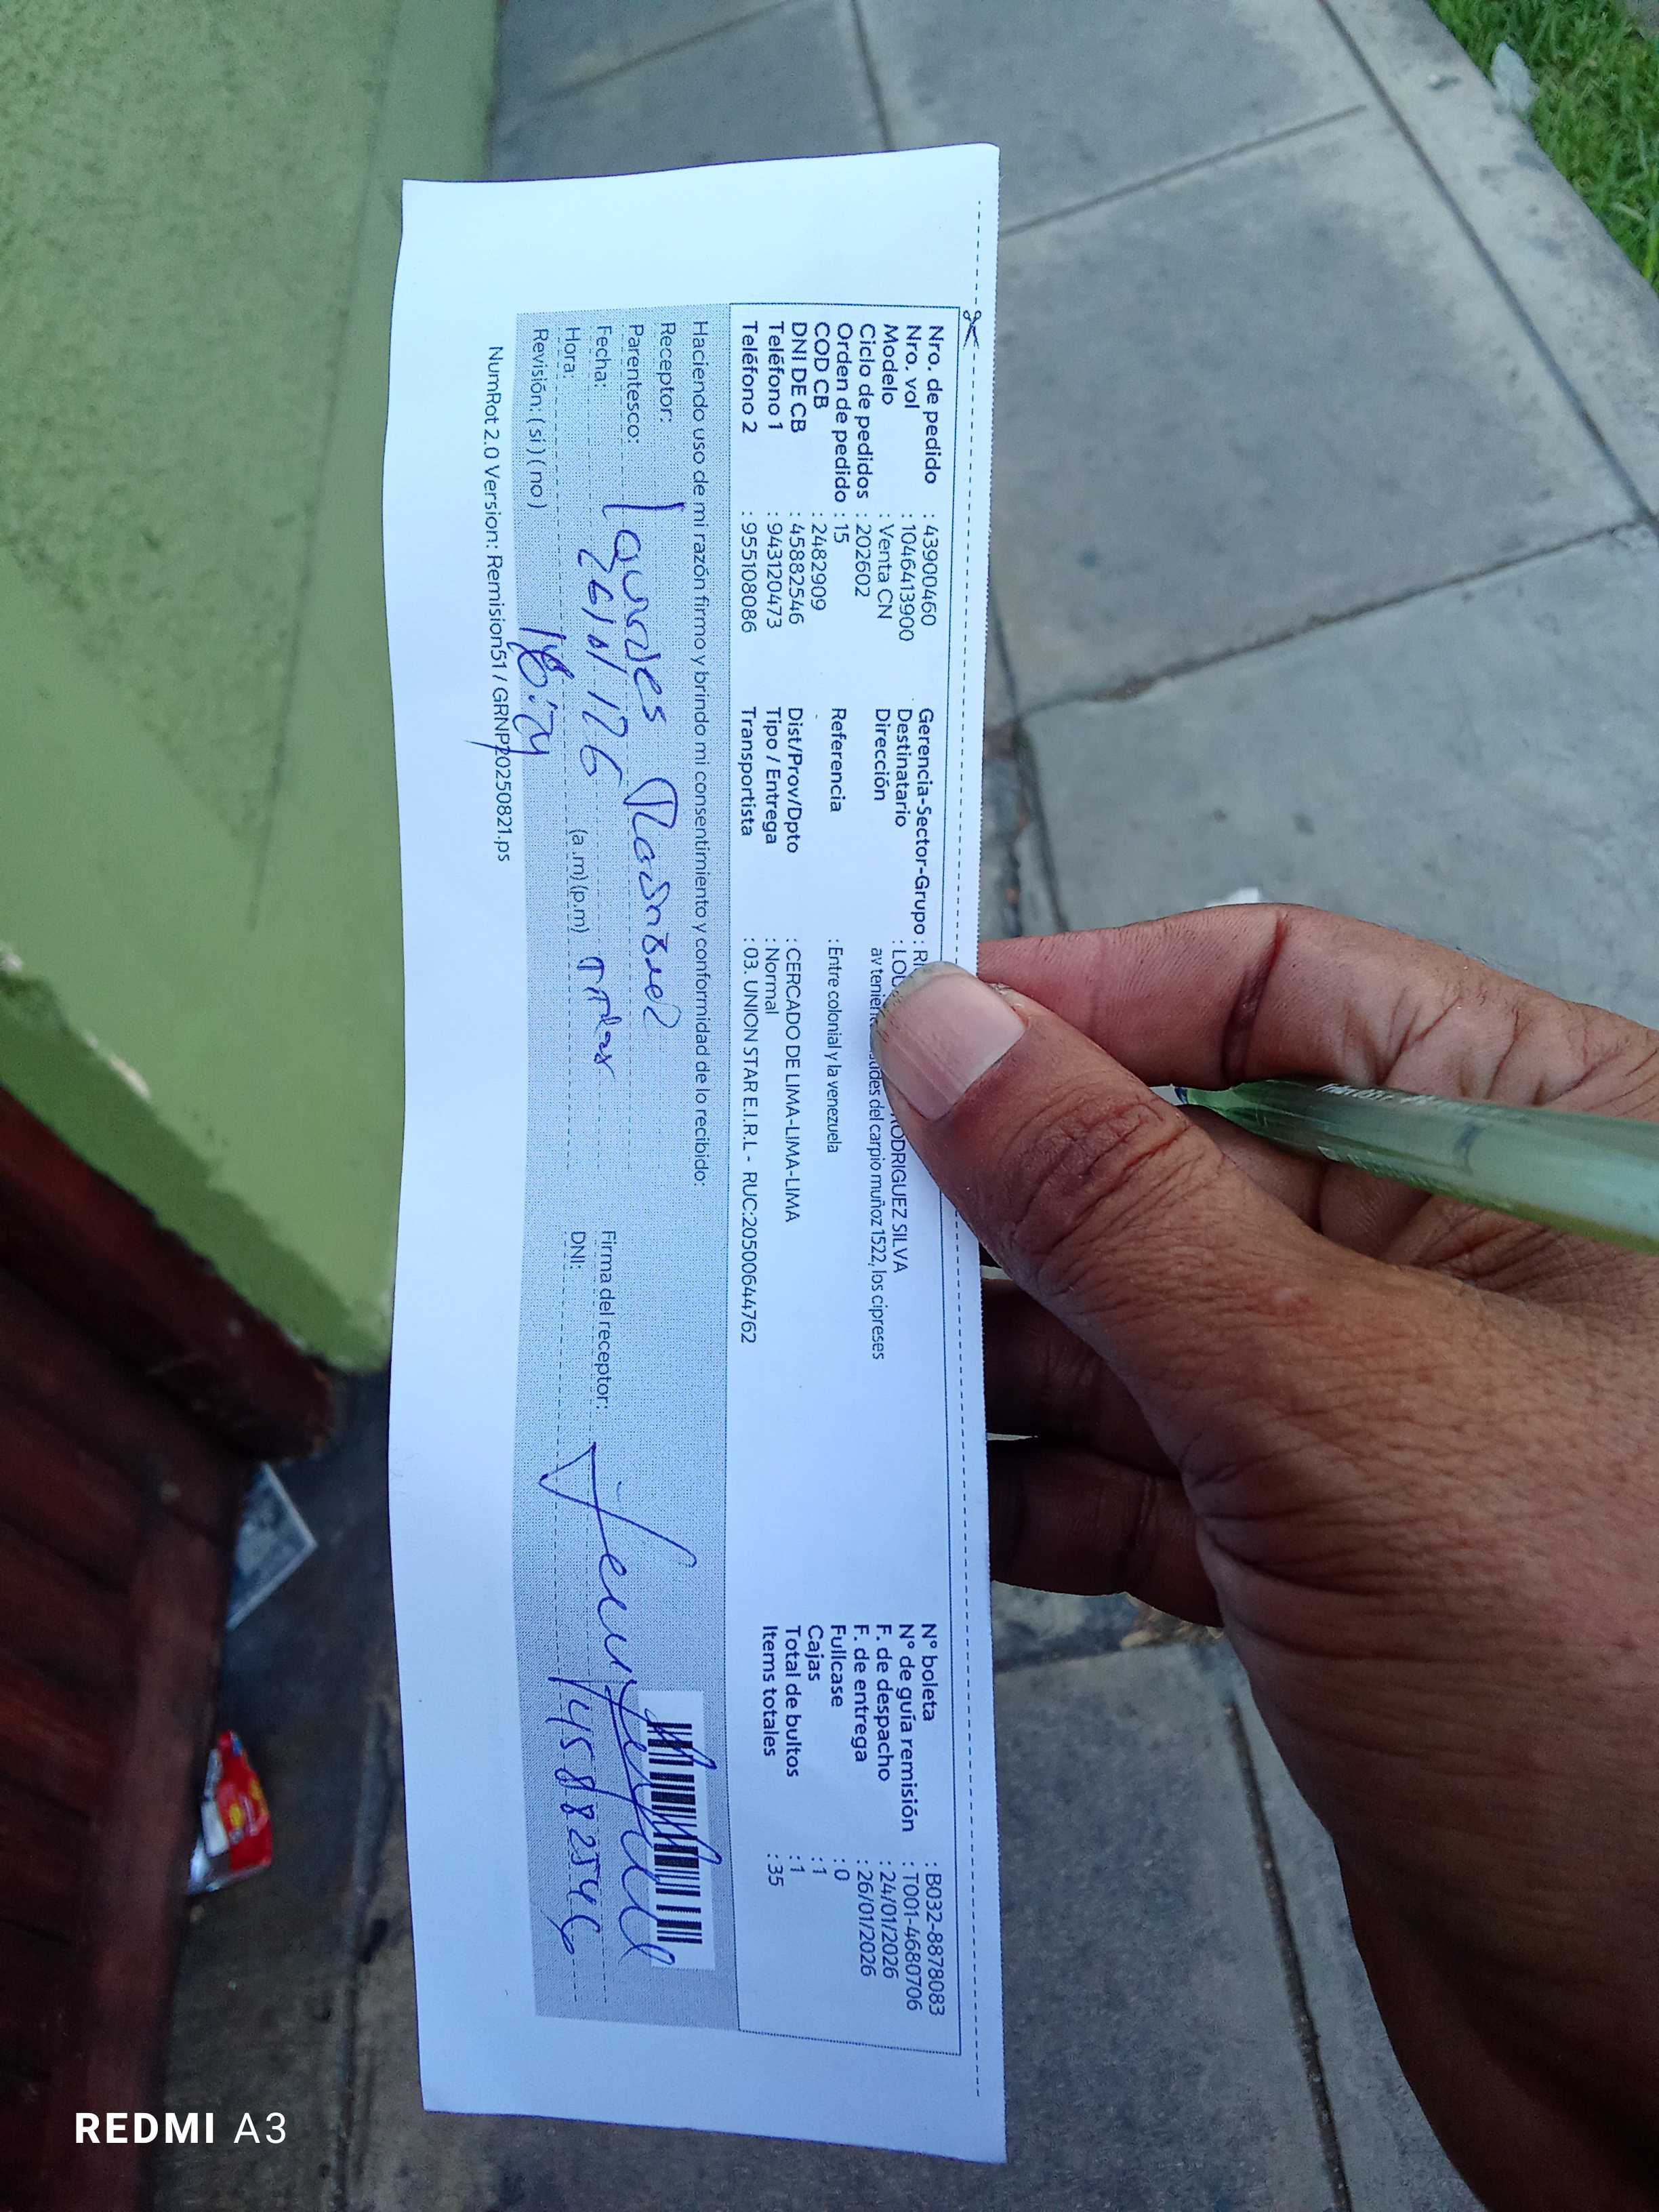 Nro. de pedido : 43900460
Nro. vol : 1046413900
Modelo : Venta CN
Ciclo de pedidos : 202602
Orden de pedido : 15
COD CB : 2482909
DNI DE CB : 45882546
Teléfono 1 : 943120473
Teléfono 2 : 955108086
Gerencia-Sector-Grupo :
Destinatario : RODRIGUEZ SILVA
Dirección av del carpio muñoz 1522, los cipreses
Referencia : Entre colonial y la venezuela
Dist/Prov/Dpto : CERCADO DE LIMA-LIMA-LIMA
Tipo / Entrega : Normal
Transportista : 03. UNION STAR E.I.R.L - RUC:20500644762
N° boleta : B032-8878083
N° de guía remisión : T001-4680706
F. de despacho : 24/01/2026
F. de entrega : 26/01/2026
Fullcase : 0
Cajas : 1
Total de bultos : 1
Items totales : 35
Haciendo uso de mi razón firmo y brindo mi consentimiento y conformidad de lo recibido:
Receptor:
Parentesco: Lourdes
Fecha: 26/01/26
Hora: (a.m) (p.m)
Revisión: ( si ) ( no )
Firma del receptor:
DNI: 45882546
NumRot 2.0 Version: Remision51 / GRNP20250821.ps
REDMI A3